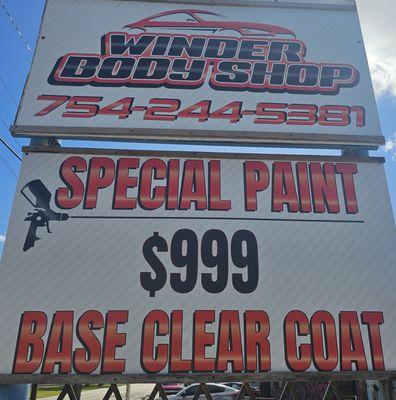 WINDER
BODY SHOP
754-244-5381
SPECIAL PAINT
$999
BASE CLEAR COAT